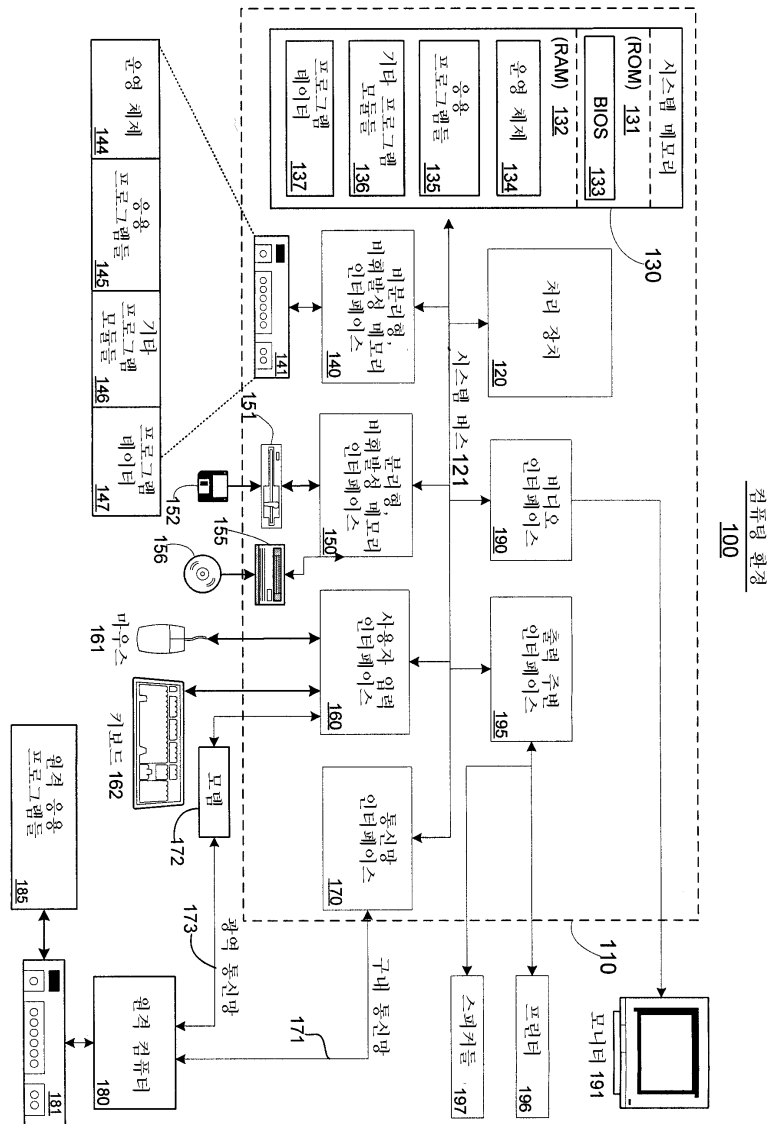 컴퓨팅 환경
100
시스템 메모리
(ROM) 131
BIOS
133
(RAM) 132
운영 체제
134
응용
프로그램들
135
기타 프로그램
모듈들
136
프로그램
데이터
137
130
처리 장치
120
시스템 버스 121
비디오
인터페이스
190
출력 주변
인터페이스
195
110
모니터 191
프린터
196
스피커들
197
비분리형,
비휘발성 메모리
인터페이스
140
분리형,
비휘발성 메모리
인터페이스
150
사용자 입력
인터페이스
160
통신망
인터페이스
170
구내 통신망
171
141
151
152
155
156
마우스
161
키보드 162
모뎀
172
광역 통신망
173
원격 컴퓨터
180
181
원격 응용
프로그램들
185
운영 체제
144
응용
프로그램들
145
기타
프로그램
모듈들
146
프로그램
데이터
147